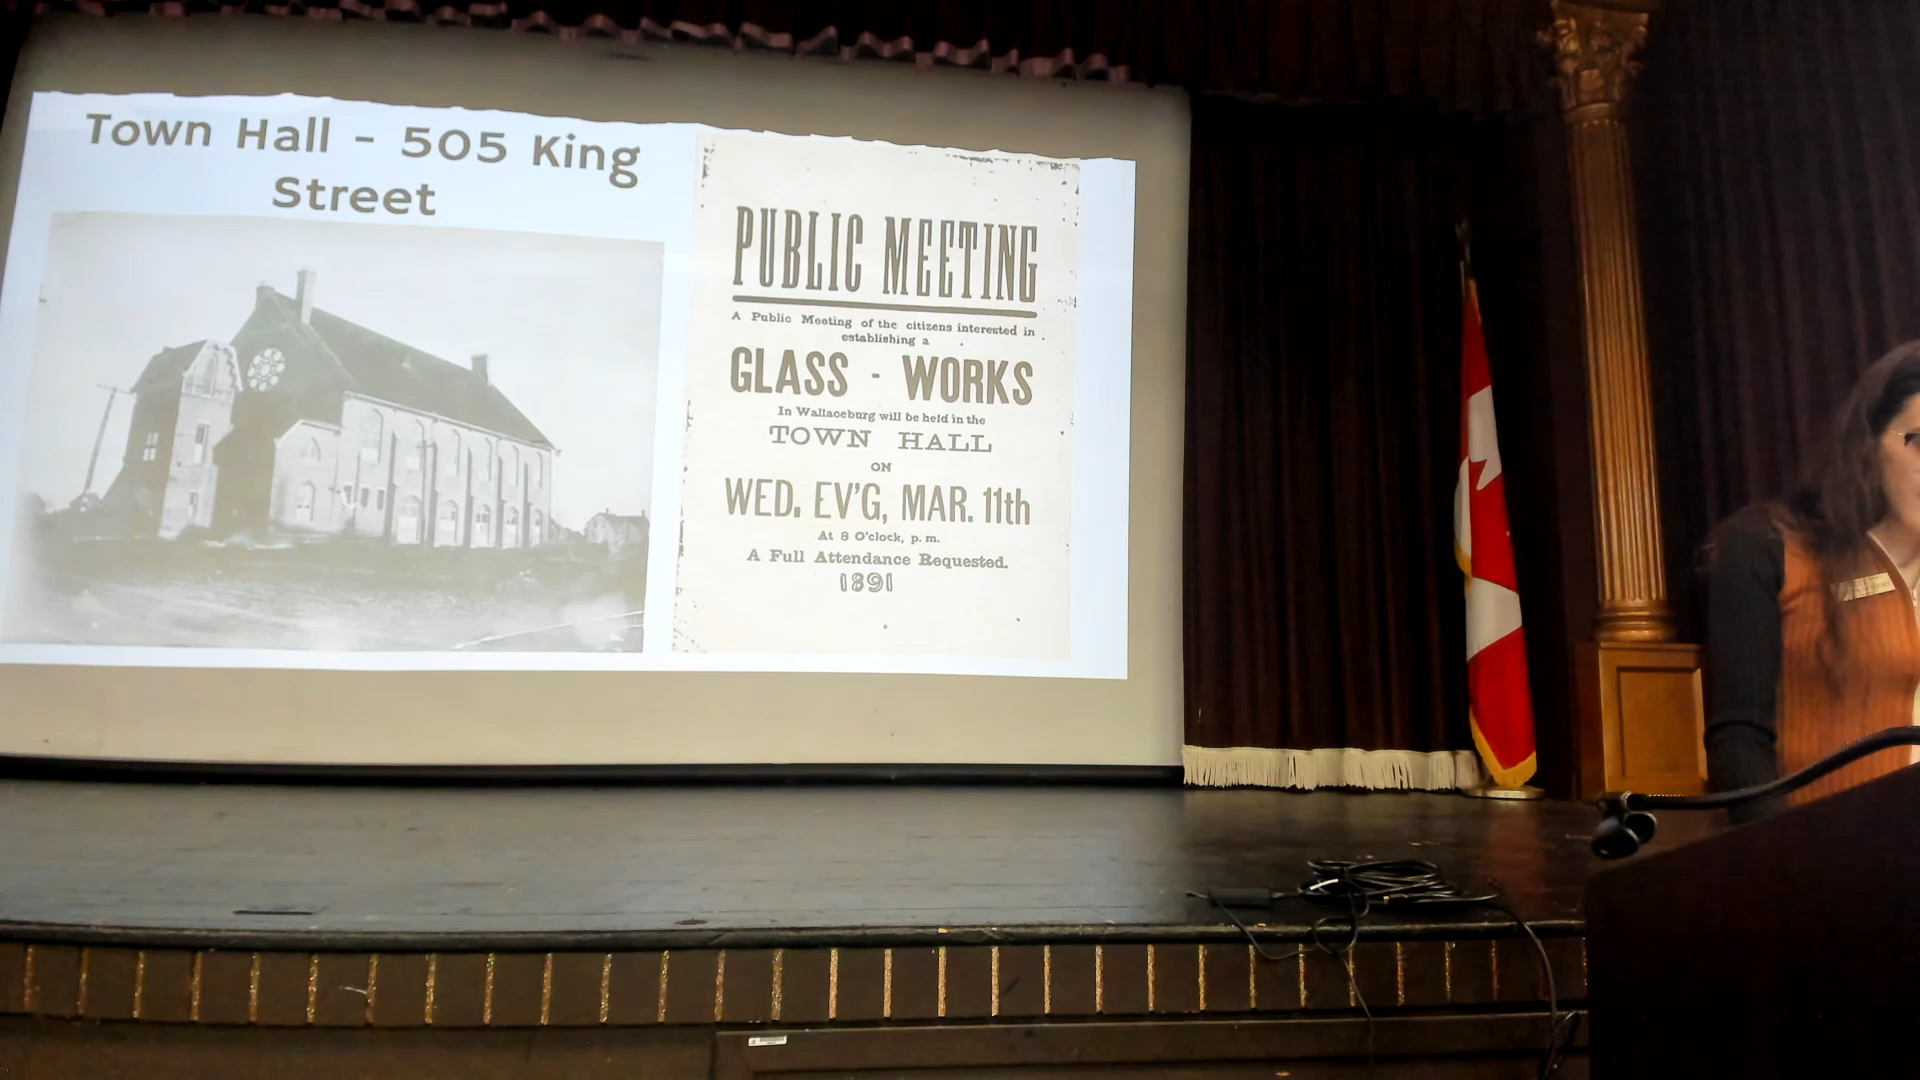 Town Hall - 505 King
Street
PUBLIC MEETING
A Public Meeting of the citizens interested in
establishing a
GLASS - WORKS
In Wallaceburg will be held in the
TOWN HALL
ON
WED. EV'G, MAR. 11th
At 8 O'clock, p. m.
A Full Attendance Requested.
1891